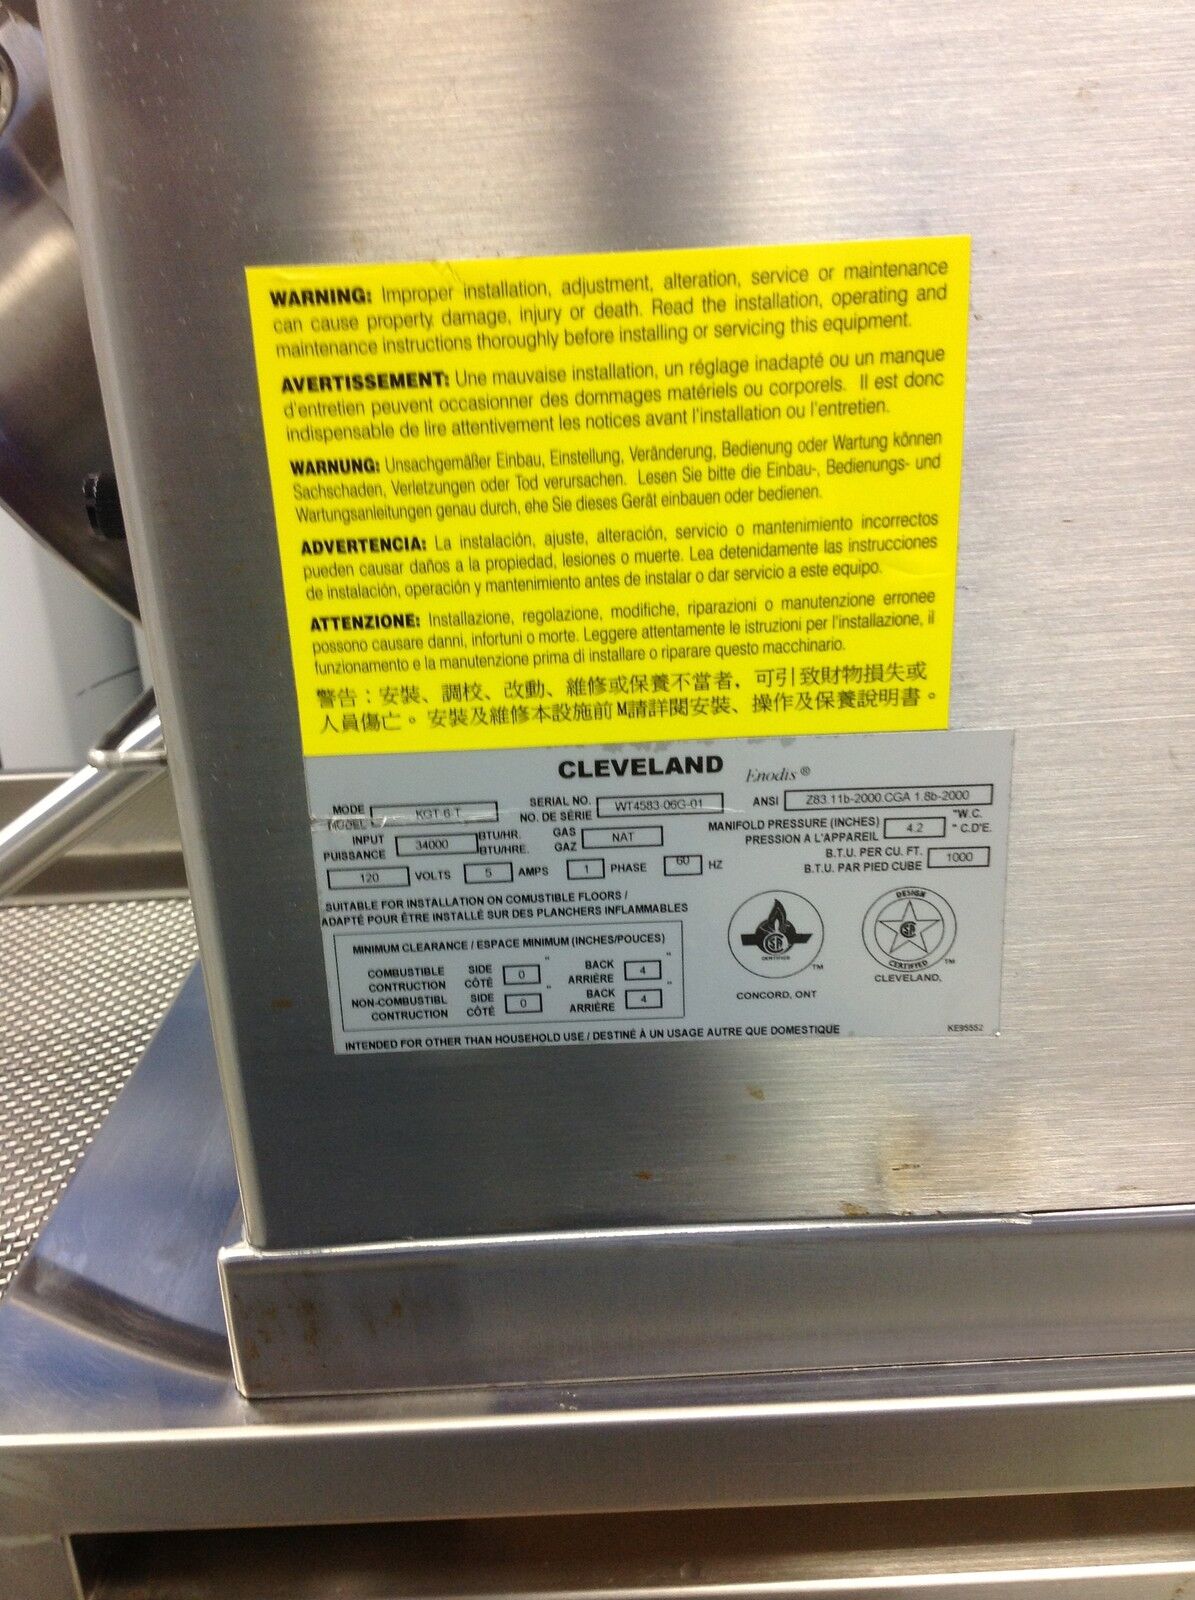 WARNING: Improper installation, adjustment, alteration, service or maintenance
can cause property damage, injury or death. Read the installation, operating and
maintenance instructions thoroughly before installing or servicing this equipment.
AVERTISSEMENT: Une mauvaise installation, un réglage inadapté ou un manque
d'entretien peuvent occasionner des dommages matériels ou corporels. Il est donc
indispensable de lire attentivement les notices avant l'installation ou l'entretien.
WARNUNG: Unsachgemäßer Einbau, Einstellung, Veränderung, Bedienung oder Wartung können
Sachschaden, Verletzungen oder Tod verursachen. Lesen Sie bitte die Einbau-, Bedienungs- und
Wartungsanleitungen genau durch, ehe Sie dieses Gerät einbauen oder bedienen.
ADVERTENCIA: La instalación, ajuste, alteración, servicio o mantenimiento incorrectos
pueden causar daños a la propiedad, lesiones o muerte. Lea detenidamente las instrucciones
de instalación, operación y mantenimiento antes de instalar o dar servicio a este equipo.
ATTENZIONE: Installazione, regolazione, modifiche, riparazioni o manutenzione erronee
possono causare danni, infortuni o morte. Leggere attentamente le istruzioni per l'installazione, il
funzionamento e la manutenzione prima di installare o riparare questo macchinario.
警告：安裝、調校、改動、維修或保養不當者，可引致財物損失或
人員傷亡。安裝及維修本設施前M請詳閱安裝、操作及保養說明書。
CLEVELAND Enodis ®
MODE MODEL KGT 6 T SERIAL NO. NO. DE SÉRIE WT4583-06G-01 ANSI Z83.11b-2000 CGA 1.8b-2000
INPUT PUISSANCE 34000 BTU/HR. BTU/HRE. GAS GAZ NAT MANIFOLD PRESSURE (INCHES) PRESSION A L'APPAREIL 4.2 "W.C. "C.D'E.
120 VOLTS 5 AMPS 1 PHASE 60 HZ B.T.U. PER CU. FT. B.T.U. PAR PIED CUBE 1000
SUITABLE FOR INSTALLATION ON COMUSTIBLE FLOORS /
ADAPTÉ POUR ÊTRE INSTALLÉ SUR DES PLANCHERS INFLAMMABLES
MINIMUM CLEARANCE / ESPACE MINIMUM (INCHES/POUCES)
COMBUSTIBLE CONTRUCTION SIDE CÔTÉ 0 " BACK ARRIÈRE 4 "
NON-COMBUSTIBL CONTRUCTION SIDE CÔTÉ 0 " BACK ARRIÈRE 4 "
CERTIFIED TM
CONCORD, ONT
DESIGN
CERTIFIED TM
CLEVELAND,
INTENDED FOR OTHER THAN HOUSEHOLD USE / DESTINÉ À UN USAGE AUTRE QUE DOMESTIQUE
KE95552